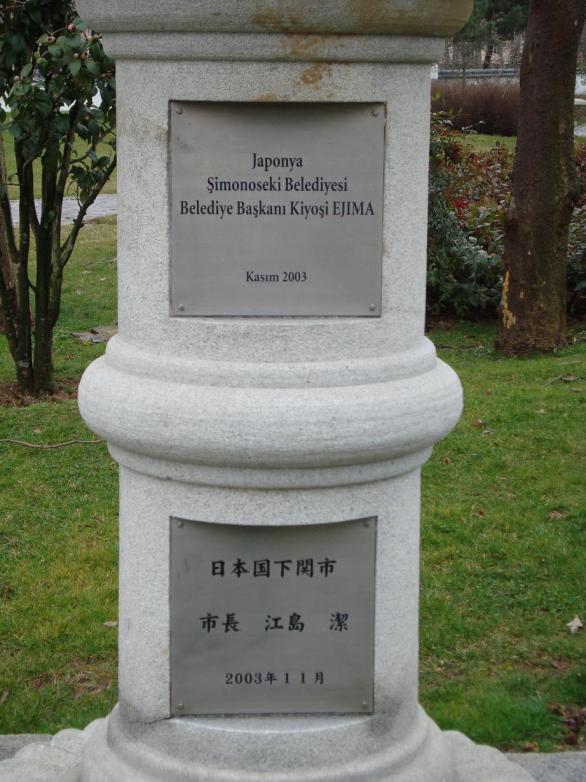 Japonya
Şimonoseki Belediyesi
Belediye Başkanı Kiyoşi EJIMA
Kasım 2003
日本国下関市
市長 江島 潔
2003年11月